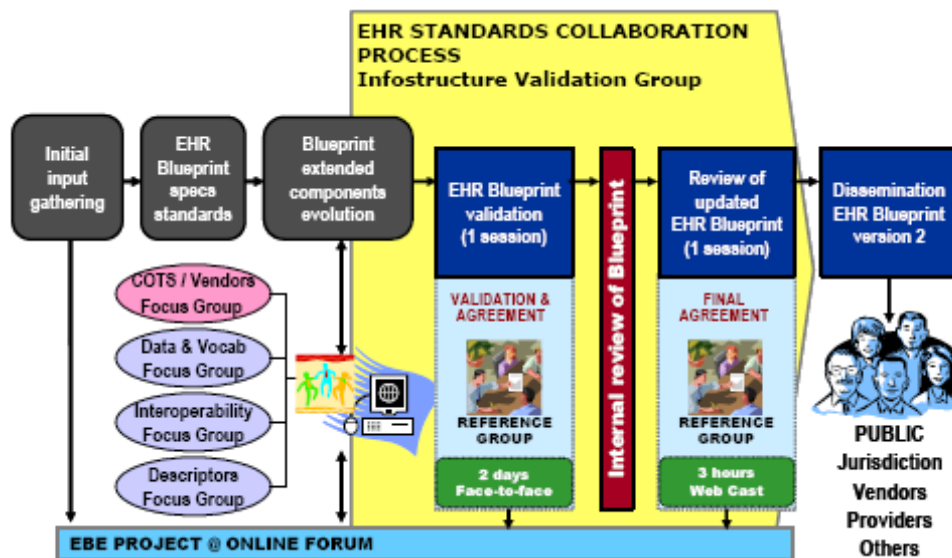 EHR STANDARDS COLLABORATION
PROCESS
Infostructure Validation Group
Initial
input
gathering
EHR
Blueprint
specs
standards
Blueprint
extended
components
evolution
EHR Blueprint
validation
(1 session)
Internal review of Blueprint
Review of
updated
EHR Blueprint
(1 session)
Dissemination
EHR Blueprint
version 2
COTS / Vendors
Focus Group
Data & Vocab
Focus Group
Interoperability
Focus Group
Descriptors
Focus Group
VALIDATION &
AGREEMENT
REFERENCE
GROUP
2 days
Face-to-face
FINAL
AGREEMENT
REFERENCE
GROUP
3 hours
Web Cast
PUBLIC
Jurisdiction
Vendors
Providers
Others
EBE PROJECT @ ONLINE FORUM